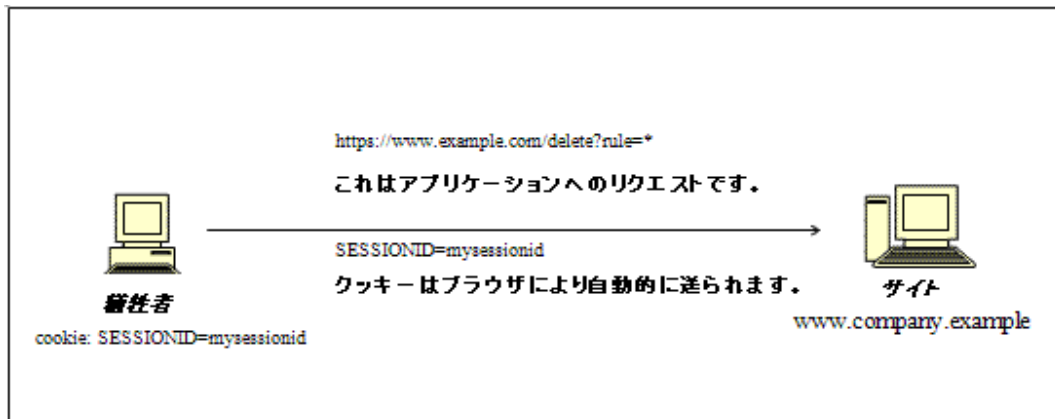 https://www.example.com/delete?rule=*
これはアプリケーションへのリクエストです。
SESSIONID=mysessionid
クッキーはブラウザにより自動的に送られます。
犠牲者
cookie: SESSIONID=mysessionid
サイト
www.company.example